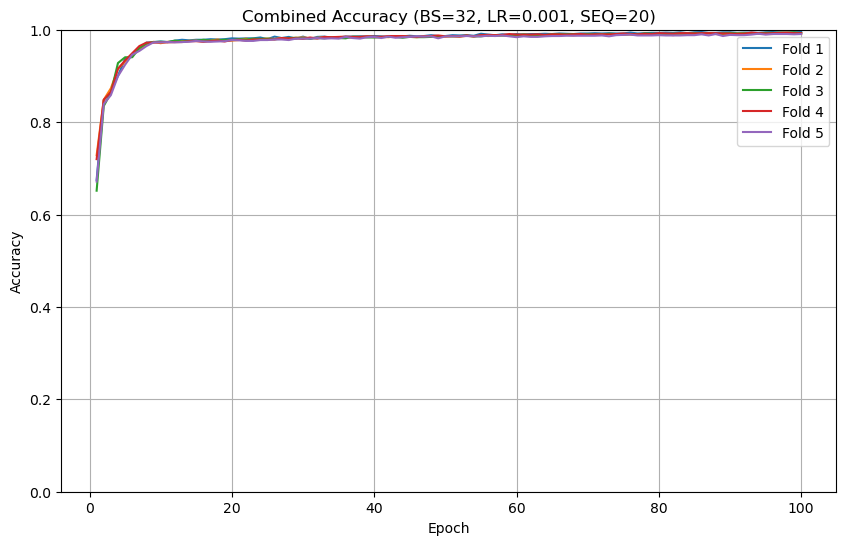 Combined Accuracy (BS=32, LR=0.001, SEQ=20)
1.0
0.8
0.6
0.4
0.2
0.0
Accuracy
Fold 1
Fold 2
Fold 3
Fold 4
Fold 5
0 20 40 60 80 100
Epoch